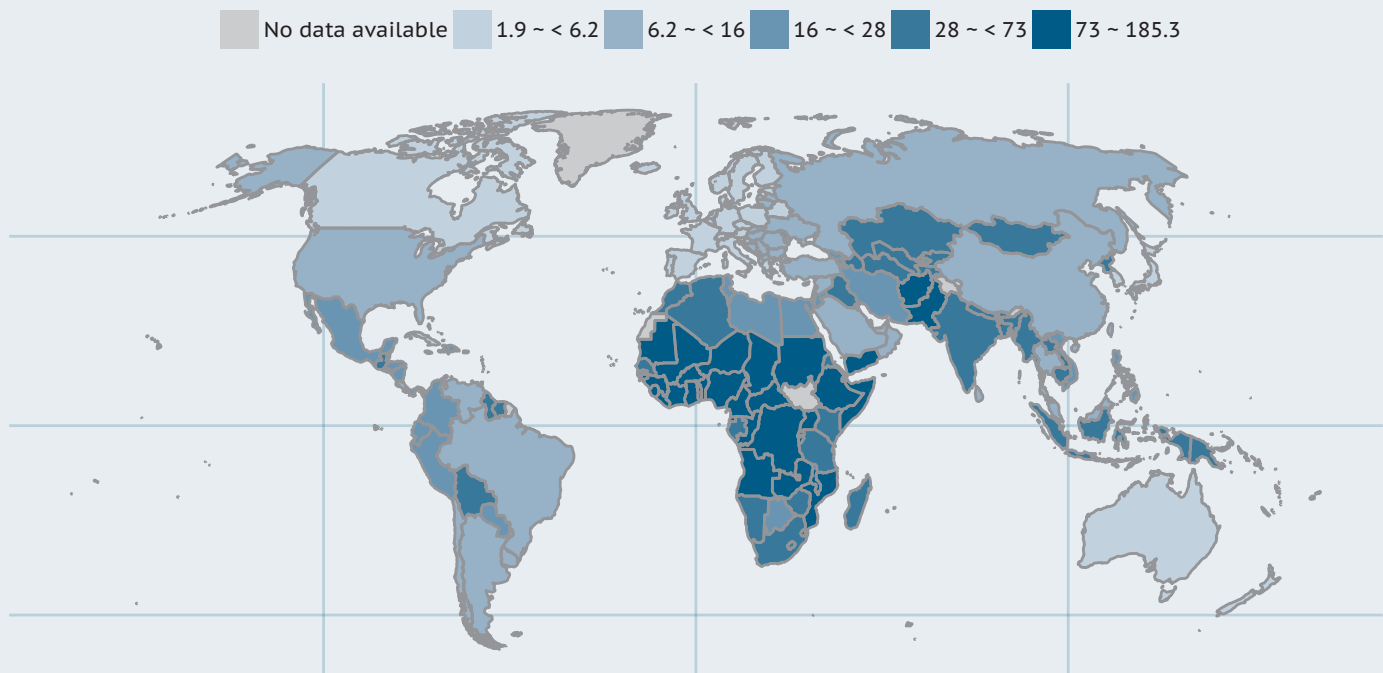 No data available 1.9 ~ < 6.2 6.2 ~ < 16 16 ~ < 28 28 ~ < 73 73 ~ 185.3